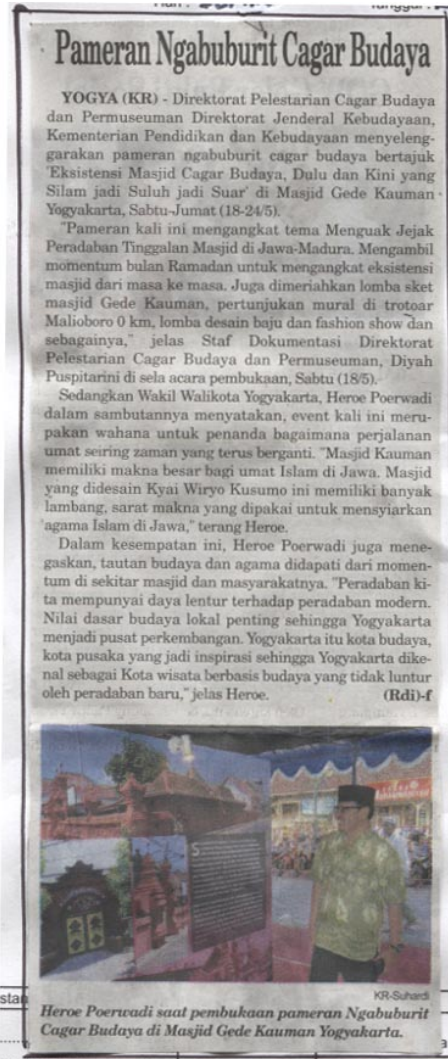 Pameran Ngabuburit Cagar Budaya
YOGYA (KR) - Direktorat Pelestarian Cagar Budaya
dan Permuseuman Direktorat Jenderal Kebudayaan,
Kementerian Pendidikan dan Kebudayaan menyeleng-
garakan pameran ngabuburit cagar budaya bertajuk
'Eksistensi Masjid Cagar Budaya, Dulu dan Kini yang
Silam jadi Suluh jadi Suar' di Masjid Gede Kauman
Yogyakarta, Sabtu-Jumat (18-24/5).
"Pameran kali ini mengangkat tema Menguak Jejak
Peradaban Tinggalan Masjid di Jawa-Madura. Mengambil
momentum bulan Ramadan untuk mengangkat eksistensi
masjid dari masa ke masa. Juga dimeriahkan lomba sket
masjid Gede Kauman, pertunjukan mural di trotoar
Malioboro 0 km, lomba desain baju dan fashion show dan
sebagainya," jelas Staf Dokumentasi Direktorat
Pelestarian Cagar Budaya dan Permuseuman, Diyah
Puspitarini di sela acara pembukaan, Sabtu (18/5).
Sedangkan Wakil Walikota Yogyakarta, Heroe Poerwadi
dalam sambutannya menyatakan, event kali ini meru-
pakan wahana untuk penanda bagaimana perjalanan
umat seiring zaman yang terus berganti. "Masjid Kauman
memiliki makna besar bagi umat Islam di Jawa. Masjid
yang didesain Kyai Wiryo Kusumo ini memiliki banyak
lambang, sarat makna yang dipakai untuk mensyiarkan
agama Islam di Jawa," terang Heroe.
Dalam kesempatan ini, Heroe Poerwadi juga mene-
gaskan, tautan budaya dan agama didapati dari momen-
tum di sekitar masjid dan masyarakatnya. "Peradaban ki-
ta mempunyai daya lentur terhadap peradaban modern.
Nilai dasar budaya lokal penting sehingga Yogyakarta
menjadi pusat perkembangan. Yogyakarta itu kota budaya,
kota pusaka yang jadi inspirasi sehingga Yogyakarta dike-
nal sebagai Kota wisata berbasis budaya yang tidak luntur
oleh peradaban baru," jelas Heroe. (Rdi)-f
KR-Suhardi
Heroe Poerwadi saat pembukaan pameran Ngabuburit
Cagar Budaya di Masjid Gede Kauman Yogyakarta.